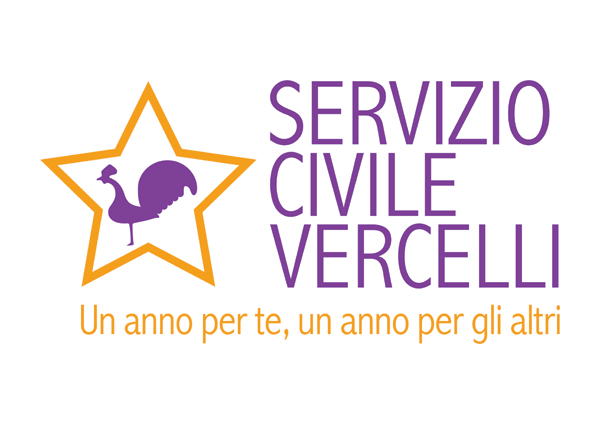 SERVIZIO
CIVILE
VERCELLI
Un anno per te, un anno per gli altri